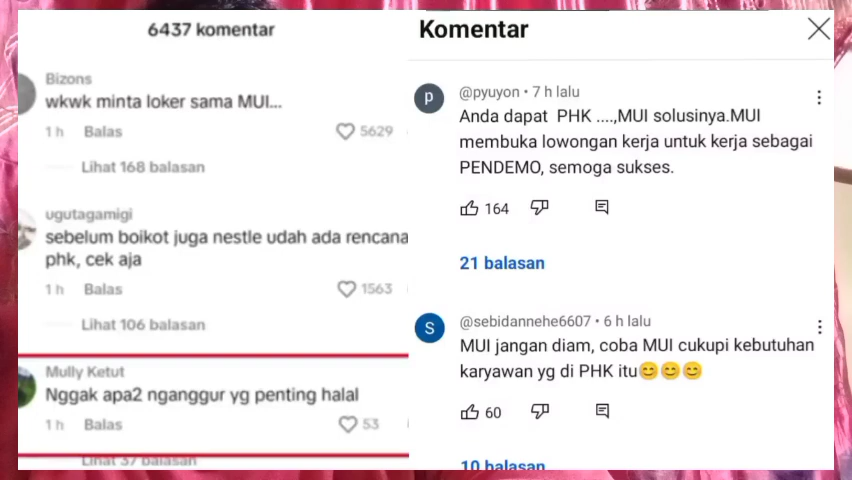 6437 komentar
Bizons
wkwk minta loker sama MUI...
1 h Balas 5629
Lihat 168 balasan
ugutagamigi
sebelum boikot juga nestle udah ada rencana
phk, cek aja
1 h Balas 1563
Lihat 106 balasan
Mully Ketut
Nggak apa2 nganggur yg penting halal
1 h Balas 53
Lihat 37 balasan
Komentar
p
@pyuyon • 7 h lalu
Anda dapat PHK ....,MUI solusinya.MUI
membuka lowongan kerja untuk kerja sebagai
PENDEMO, semoga sukses.
164
21 balasan
S
@sebidannehe6607 • 6 h lalu
MUI jangan diam, coba MUI cukupi kebutuhan
karyawan yg di PHK itu😊😊😊
60
10 balasan